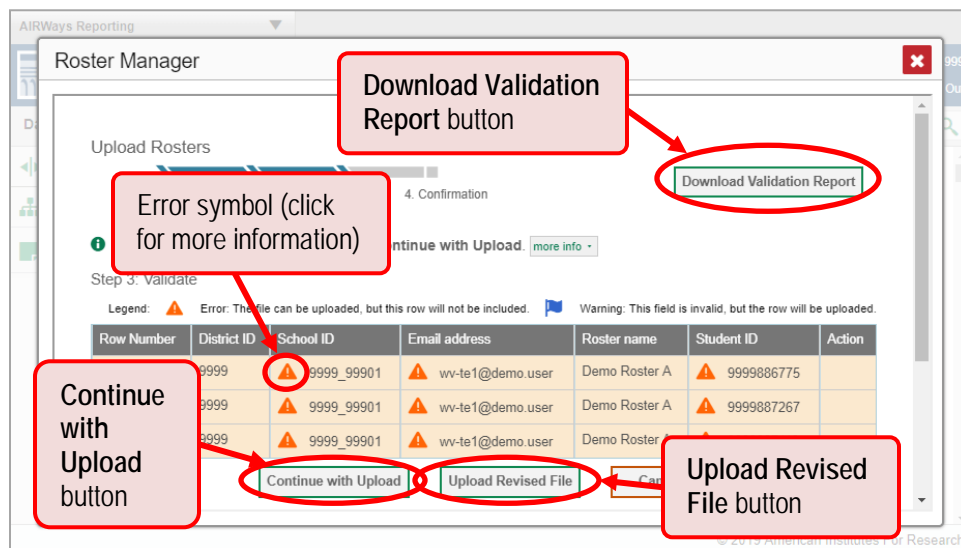 AIRWays Reporting
Roster Manager
Download Validation
Report button
Upload Rosters
4. Confirmation
Download Validation Report
Error symbol (click
for more information)
Continue with Upload. more info
Step 3: Validate
Legend: Error: The file can be uploaded, but this row will not be included. Warning: This field is invalid, but the row will be uploaded.
Row Number District ID School ID Email address Roster name Student ID Action
9999 9999_99901 wv-te1@demo.user Demo Roster A 9999886775
9999 9999_99901 wv-te1@demo.user Demo Roster A 9999887267
9999 9999_99901 wv-te1@demo.user Demo Roster
Continue
with
Upload
button
Continue with Upload
Upload Revised File
Upload Revised
File button
© 2019 American Institutes For Research